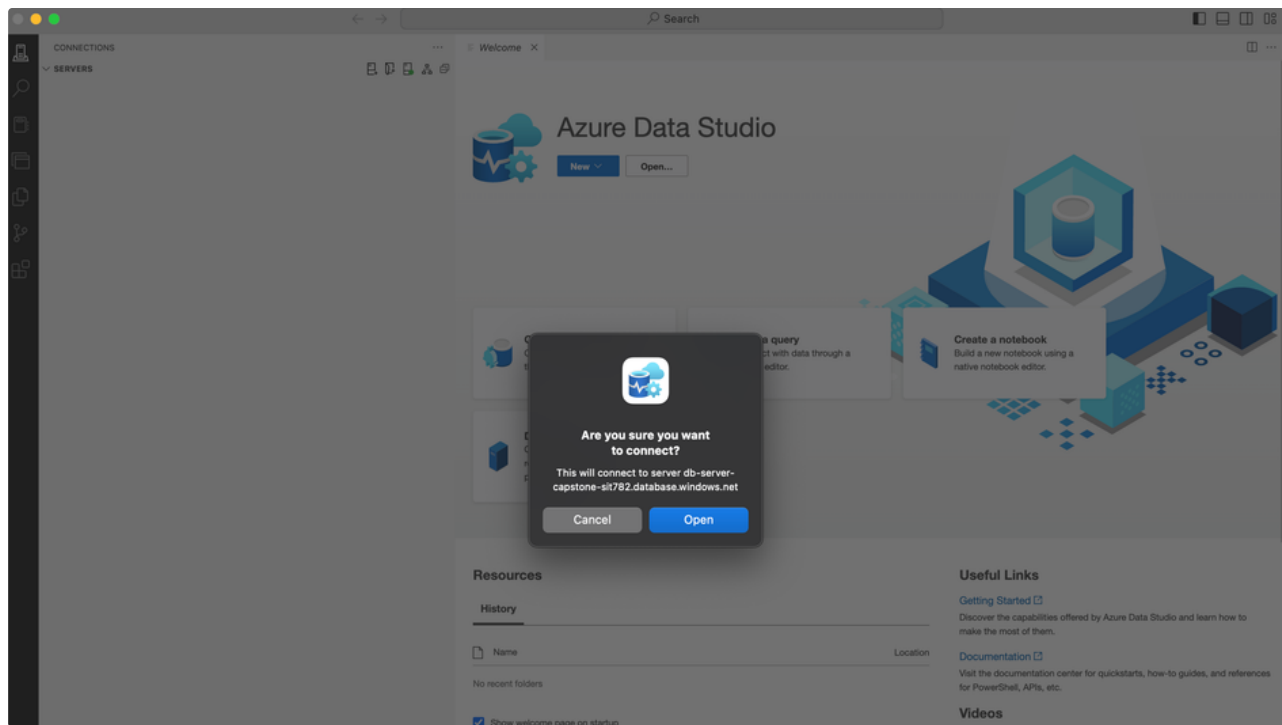 Search
CONNECTIONS
SERVERS
Welcome
Azure Data Studio
New
Open...
a query
ct with data through a
editor.
Create a notebook
Build a new notebook using a
native notebook editor.
Are you sure you want
to connect?
This will connect to server db-server-
capstone-sit782.database.windows.net
Cancel
Open
Resources
History
Name
Location
No recent folders
Show welcome page on startup
Useful Links
Getting Started
Discover the capabilities offered by Azure Data Studio and learn how to
make the most of them.
Documentation
Visit the documentation center for quickstarts, how-to guides, and references
for PowerShell, APIs, etc.
Videos